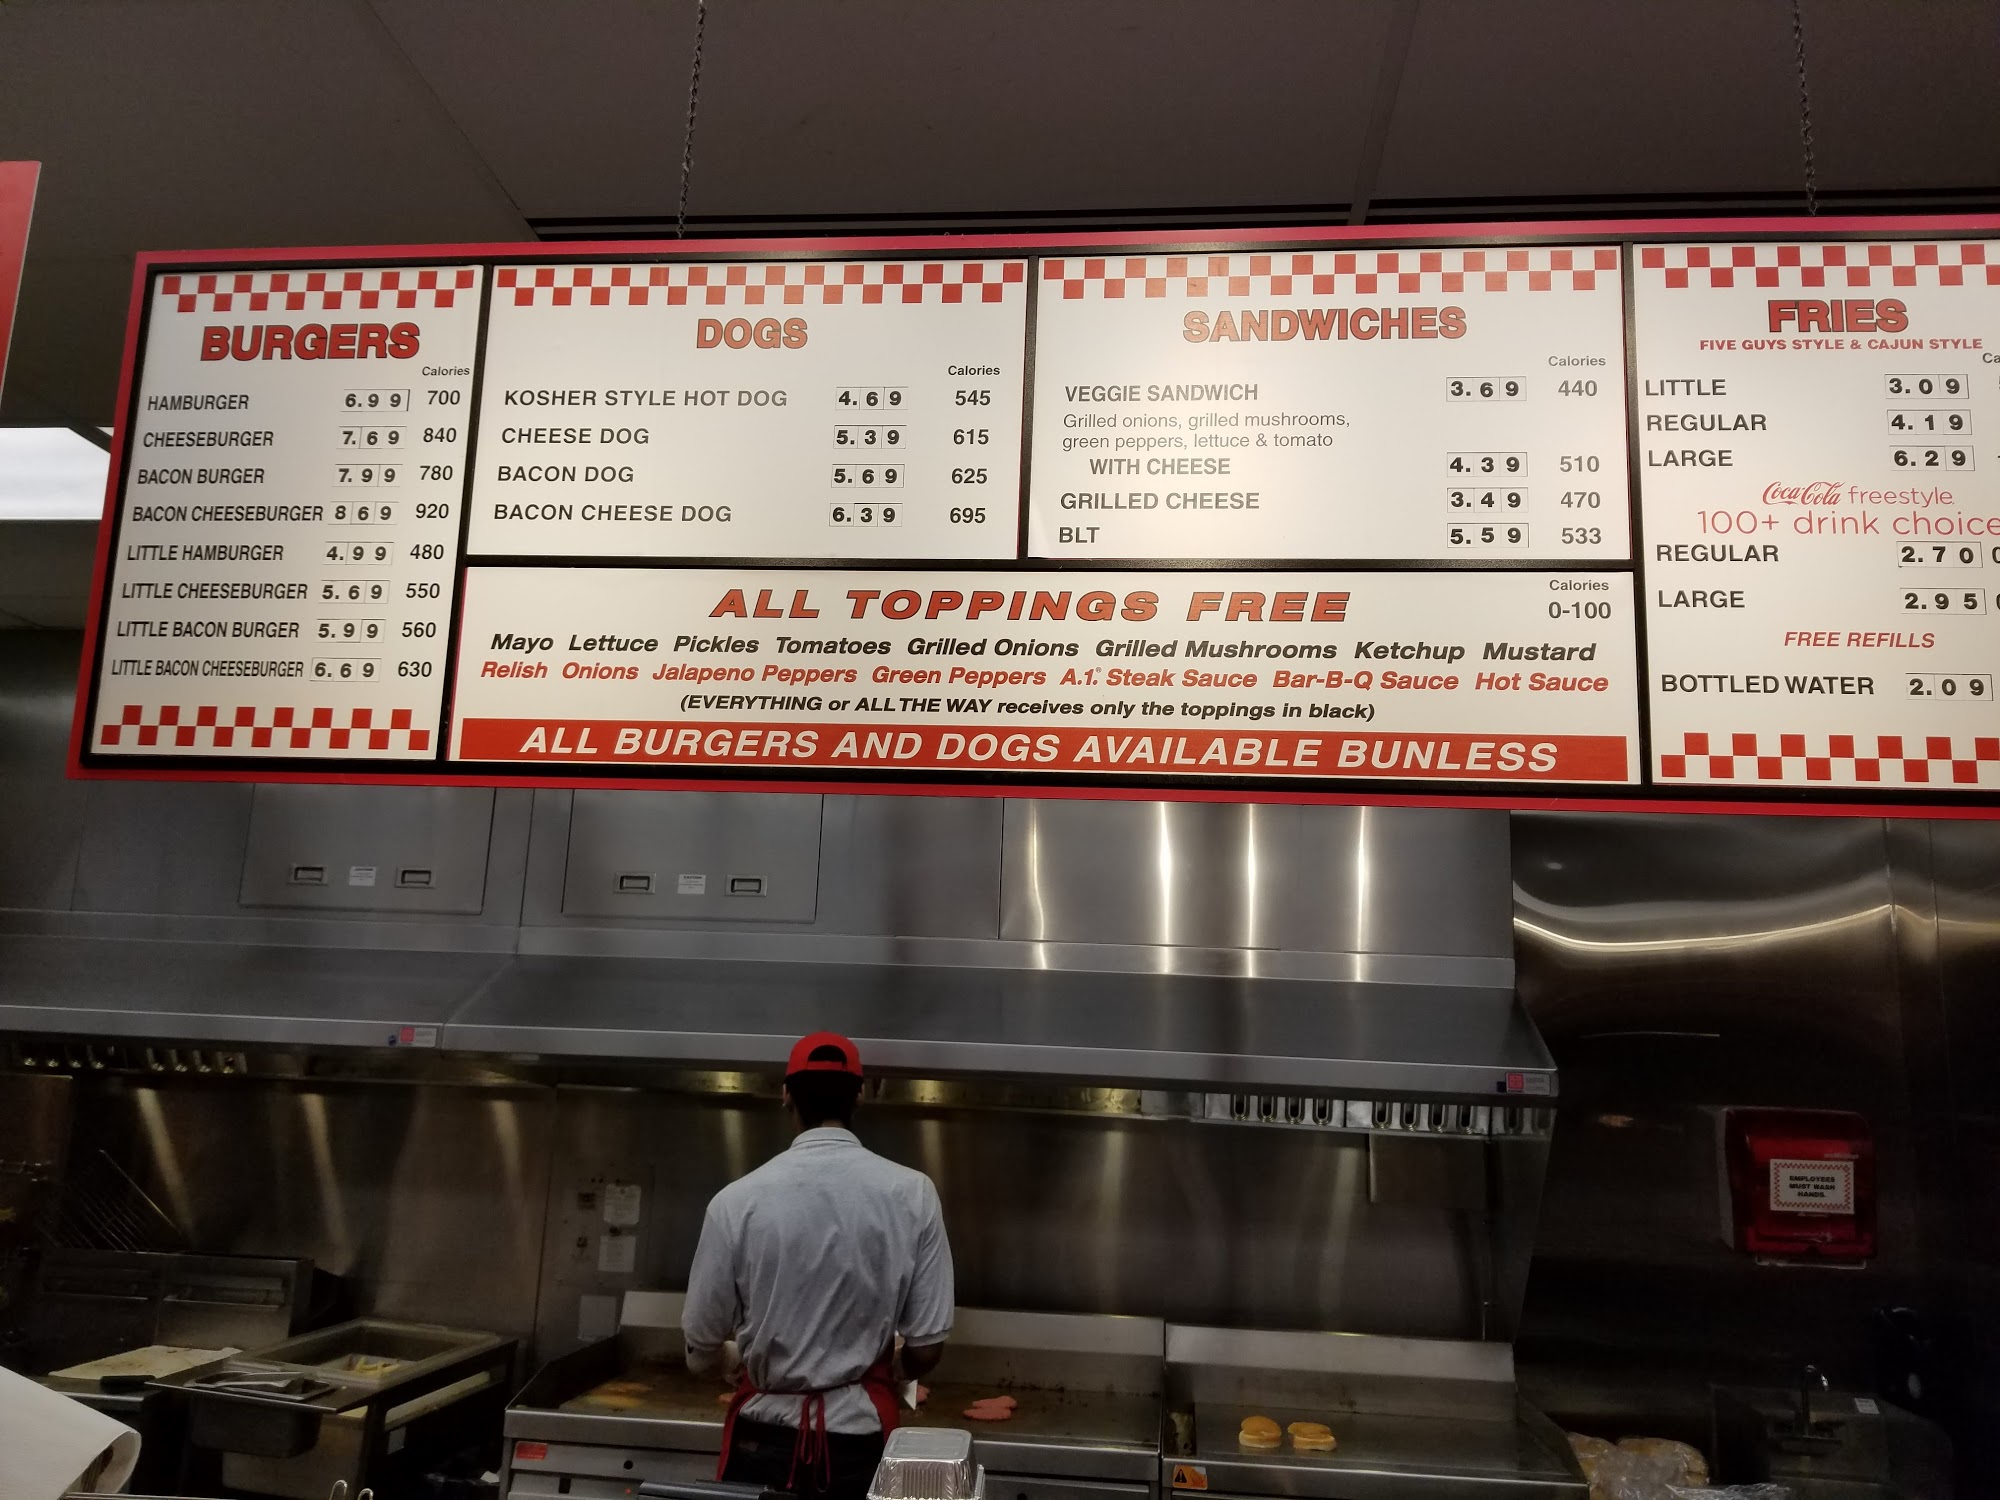 BURGERS
Calories
HAMBURGER 6.99 700
CHEESEBURGER 7.69 840
BACON BURGER 7.99 780
BACON CHEESEBURGER 869 920
LITTLE HAMBURGER 4.99 480
LITTLE CHEESEBURGER 5.69 550
LITTLE BACON BURGER 5.99 560
LITTLE BACON CHEESEBURGER 6.69 630
DOGS
Calories
KOSHER STYLE HOT DOG 4.69 545
CHEESE DOG 5.39 615
BACON DOG 5.69 625
BACON CHEESE DOG 6.39 695
SANDWICHES
Calories
VEGGIE SANDWICH 3.69 440
Grilled onions, grilled mushrooms,
green peppers, lettuce & tomato
WITH CHEESE 4.39 510
GRILLED CHEESE 3.49 470
BLT 5.59 533
ALL TOPPINGS FREE
Calories
0-100
Mayo Lettuce Pickles Tomatoes Grilled Onions Grilled Mushrooms Ketchup Mustard
Relish Onions Jalapeno Peppers Green Peppers A.1.® Steak Sauce Bar-B-Q Sauce Hot Sauce
(EVERYTHING or ALL THE WAY receives only the toppings in black)
ALL BURGERS AND DOGS AVAILABLE BUNLESS
FRIES
FIVE GUYS STYLE & CAJUN STYLE
Ca
LITTLE 3.09
REGULAR 4.19
LARGE 6.29
Coca-Cola freestyle
100+ drink choice
REGULAR 2.70 0
LARGE 2.95
FREE REFILLS
BOTTLED WATER 2.09
EMPLOYEES
MUST WASH
HANDS.